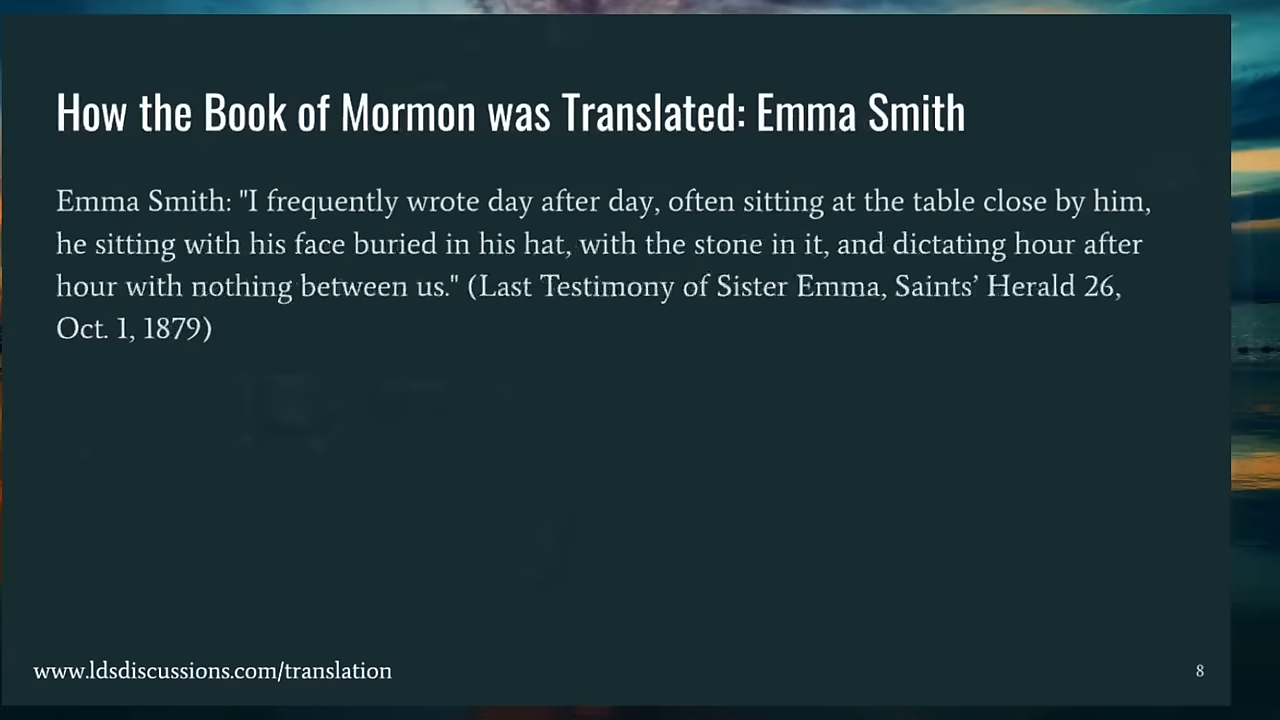 How the Book of Mormon was Translated: Emma Smith
Emma Smith: "I frequently wrote day after day, often sitting at the table close by him,
he sitting with his face buried in his hat, with the stone in it, and dictating hour after
hour with nothing between us." (Last Testimony of Sister Emma, Saints’ Herald 26,
Oct. 1, 1879)
www.ldsdiscussions.com/translation
8